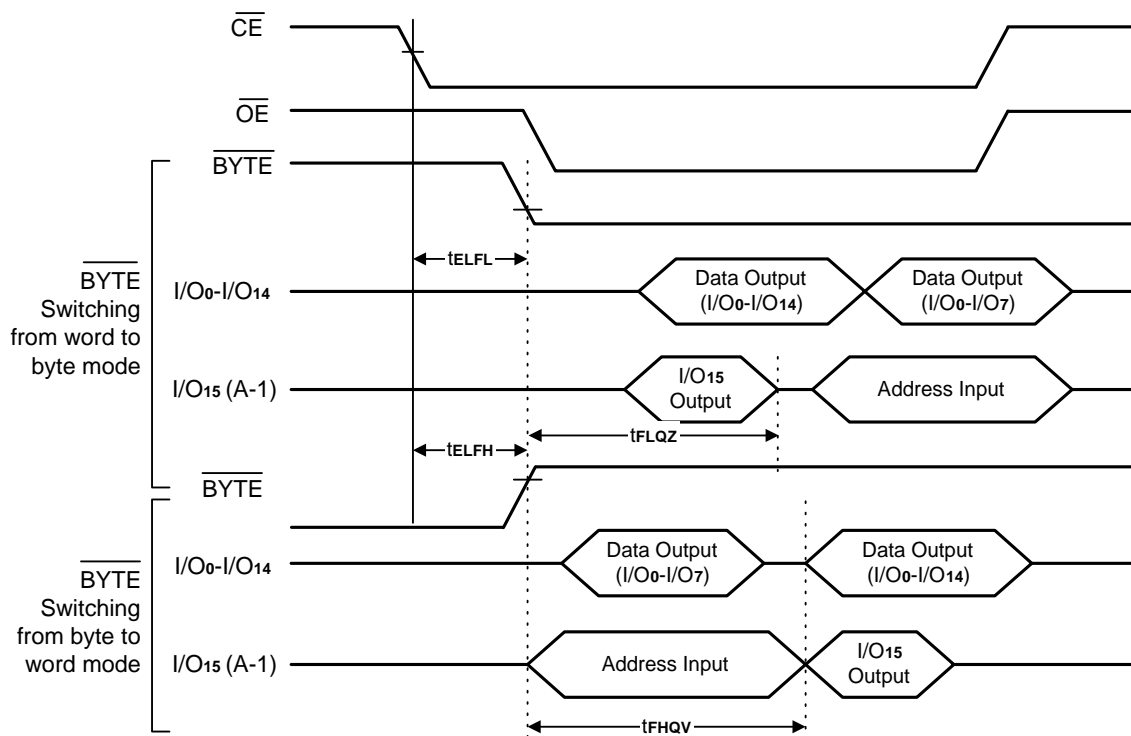 CE
OE
BYTE
tELFL
BYTE
Switching
from word to
byte mode
I/O0-I/O14
Data Output
(I/O0-I/O14)
Data Output
(I/O0-I/O7)
I/O15 (A-1)
I/O15
Output
Address Input
tELFH
tFLQZ
BYTE
BYTE
Switching
from byte to
word mode
I/O0-I/O14
Data Output
(I/O0-I/O7)
Data Output
(I/O0-I/O14)
I/O15 (A-1)
Address Input
I/O15
Output
tFHQV